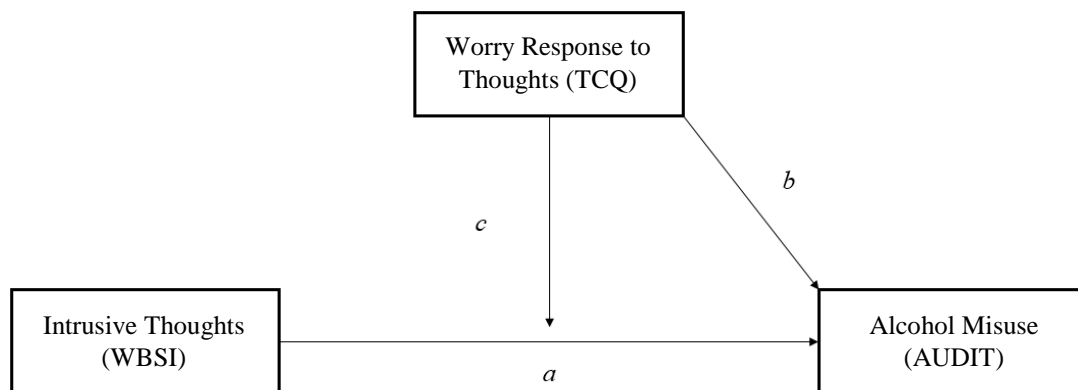 Worry Response to
Thoughts (TCQ)
b
c
Intrusive Thoughts
(WBSI)
Alcohol Misuse
(AUDIT)
a